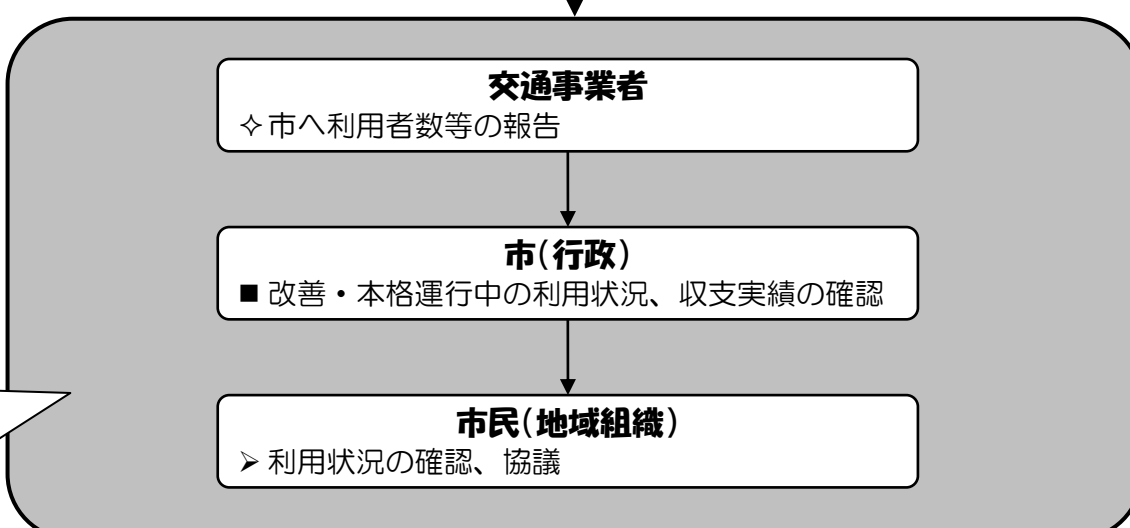 交通事業者
✧市へ利用者数等の報告
市(行政)
■ 改善・本格運行中の利用状況、収支実績の確認
市民(地域組織)
➢ 利用状況の確認、協議